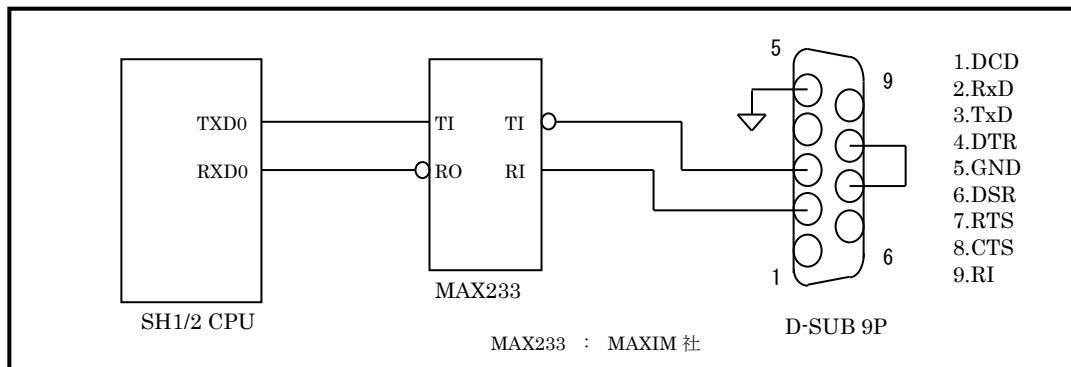 TXD0
RXD0
SH1/2 CPU
TI
RO
TI
RI
MAX233
MAX233 : MAXIM 社
5
9
1
6
D-SUB 9P
1.DCD
2.RxD
3.TxD
4.DTR
5.GND
6.DSR
7.RTS
8.CTS
9.RI